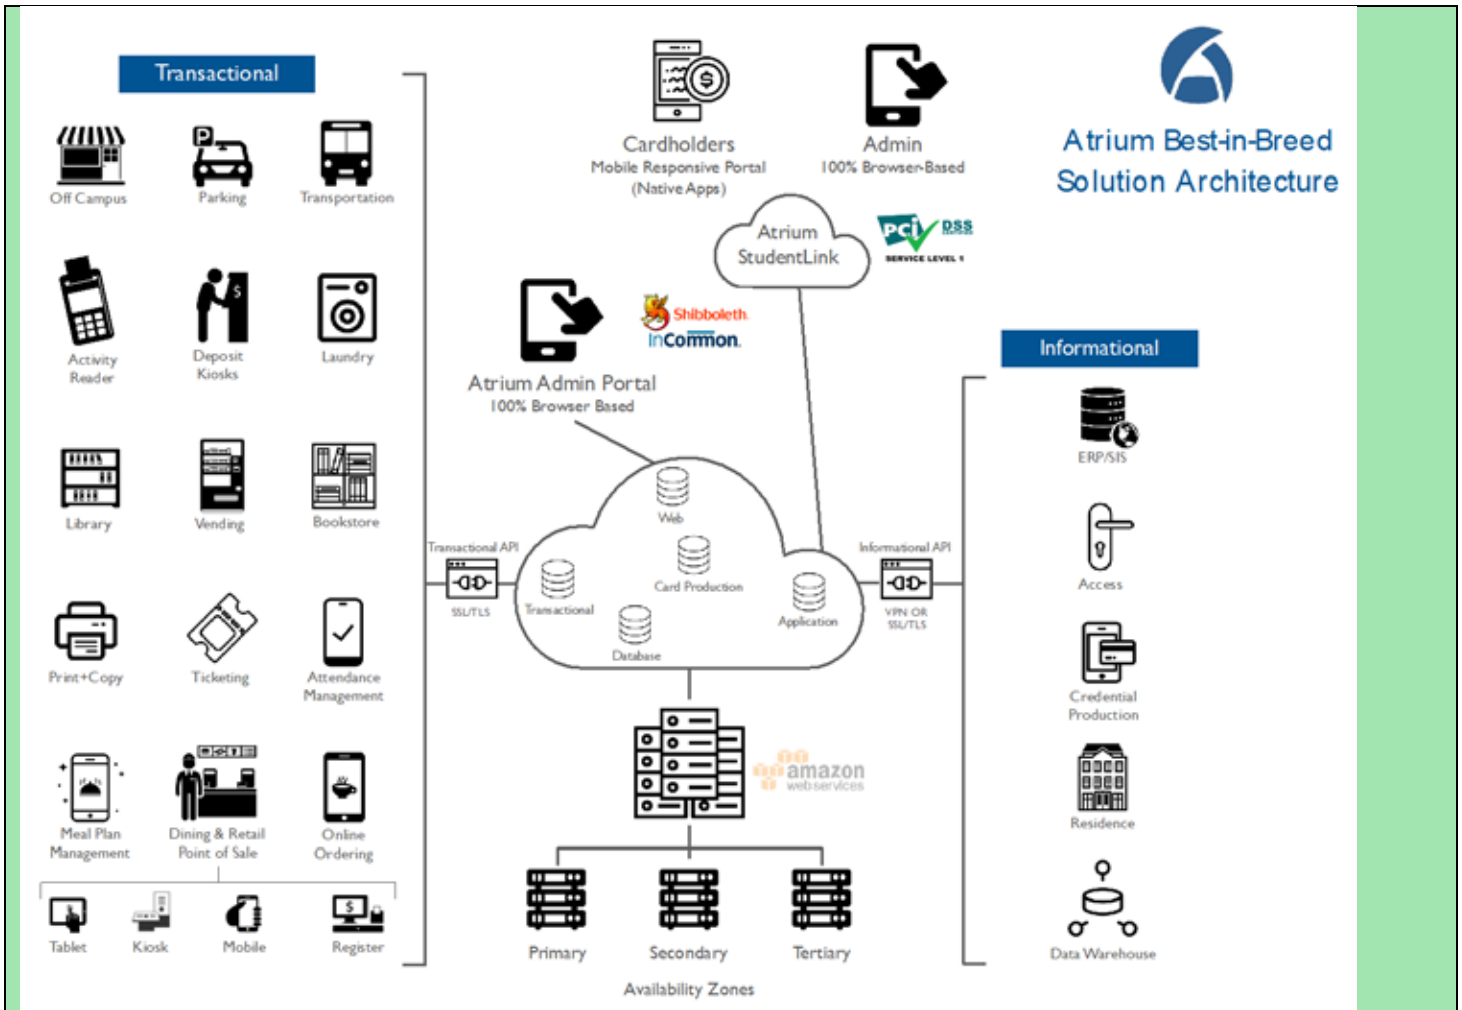 Transactional
P
Off Campus
Parking
Transportation
Activity
Reader
$
Deposit
Kiosks
Laundry
Library
Vending
Bookstore
Print+Copy
Ticketing
Attendance
Management
Meal Plan
Management
Dining & Retail
Point of Sale
Online
Ordering
Tablet
Kiosk
Mobile
$
Register
$
Cardholders
Mobile Responsive Portal
(Native Apps)
Admin
100% Browser-Based
Atrium Best-in-Breed
Solution Architecture
Atrium
StudentLink
PCI DSS
CERTIFIED
SERVICE LEVEL 1
Shibboleth.
InCommon.
Atrium Admin Portal
100% Browser Based
Web
Card Production
Transactional
Application
Database
Transactional API
SSL/TLS
Informational API
VPN OR
SSL/TLS
amazon
webservices
Primary
Secondary
Tertiary
Availability Zones
Informational
ERP/SIS
Access
Credential
Production
Residence
Data Warehouse